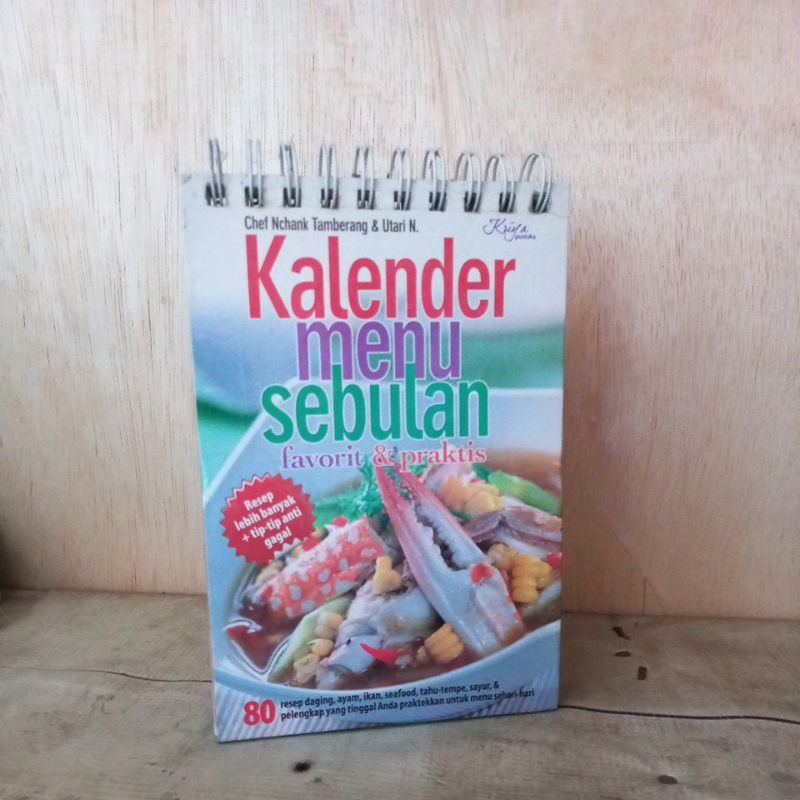 Chef Nchank Tamberang & Utari N.
Kriya
pustaka
Kalender
menu
sebulan
favorit & praktis
Resep
lebih banyak
+ tip-tip anti
gagal
80 resep daging, ayam, ikan, seafood, tahu-tempe, sayur, &
pelengkap yang tinggal Anda praktekkan untuk menu sehari-hari